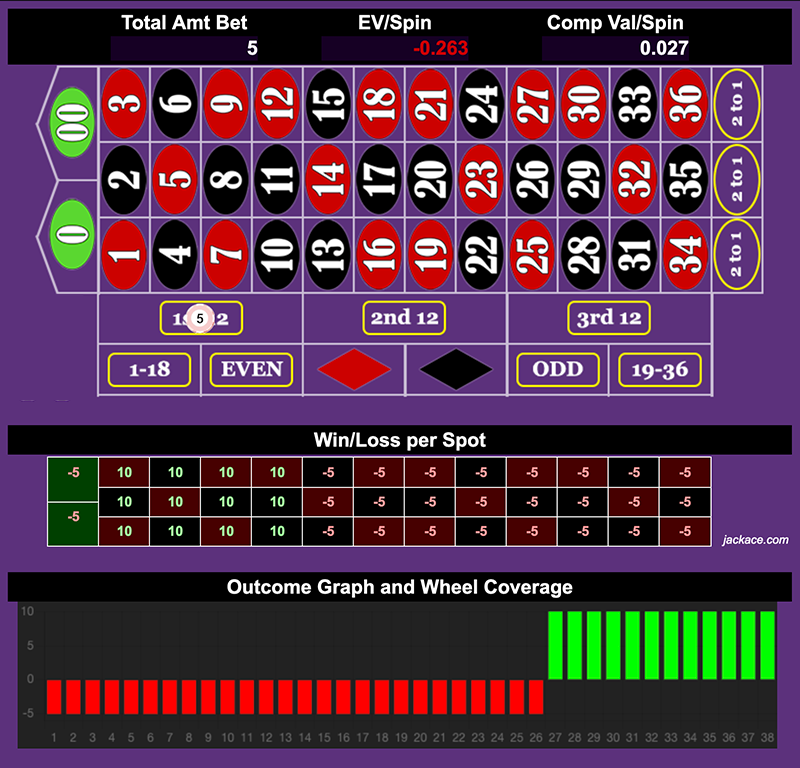 Total Amt Bet EV/Spin Comp Val/Spin
5 -0.263 0.027
00 3 6 9 12 15 18 21 24 27 30 33 36 2 to 1
2 5 8 11 14 17 20 23 26 29 32 35 2 to 1
0 1 4 7 10 13 16 19 22 25 28 31 34 2 to 1
5 2nd 12 3rd 12
1-18 EVEN ODD 19-36
Win/Loss per Spot
-5 10 10 10 10 -5 -5 -5 -5 -5 -5 -5 -5
10 10 10 10 -5 -5 -5 -5 -5 -5 -5 -5
-5 10 10 10 10 -5 -5 -5 -5 -5 -5 -5 -5
jackace.com
Outcome Graph and Wheel Coverage
10
5
0
-5
1 2 3 4 5 6 7 8 9 10 11 12 13 14 15 16 17 18 19 20 21 22 23 24 25 26 27 28 29 30 31 32 33 34 35 36 37 38